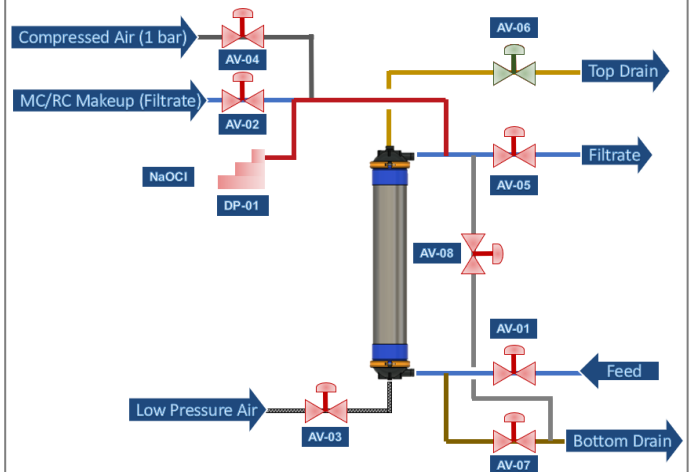 AV-06
Compressed Air (1 bar)
AV-04
Top Drain
MC/RC Makeup (Filtrate)
AV-02
Filtrate
NaOCl
AV-05
DP-01
AV-08
AV-01
Feed
Low Pressure Air
AV-03
Bottom Drain
AV-07